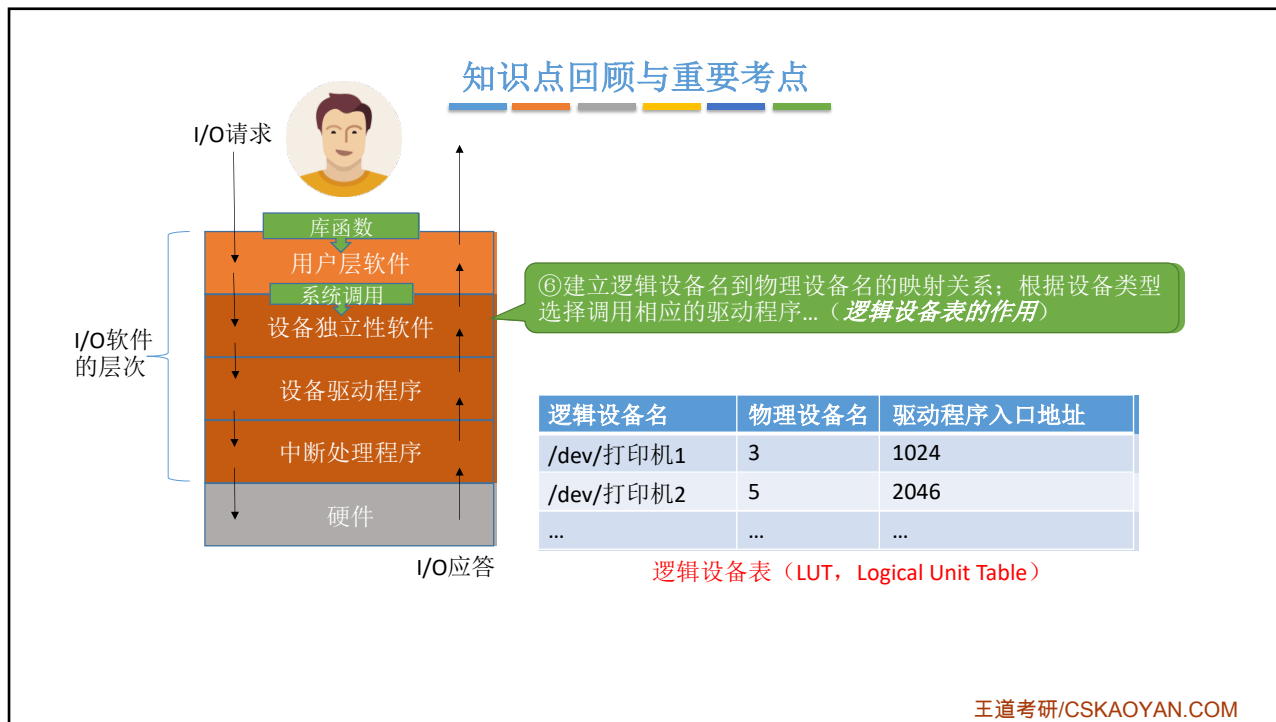 知识点回顾与重要考点
I/O请求
库函数
用户层软件
系统调用
设备独立性软件
设备驱动程序
中断处理程序
硬件
I/O软件
的层次
I/O应答
⑥建立逻辑设备名到物理设备名的映射关系；根据设备类型
选择调用相应的驱动程序…（逻辑设备表的作用）
逻辑设备名 物理设备名 驱动程序入口地址
/dev/打印机1 3 1024
/dev/打印机2 5 2046
… … …
逻辑设备表（LUT，Logical Unit Table）
王道考研/CSKAOYAN.COM